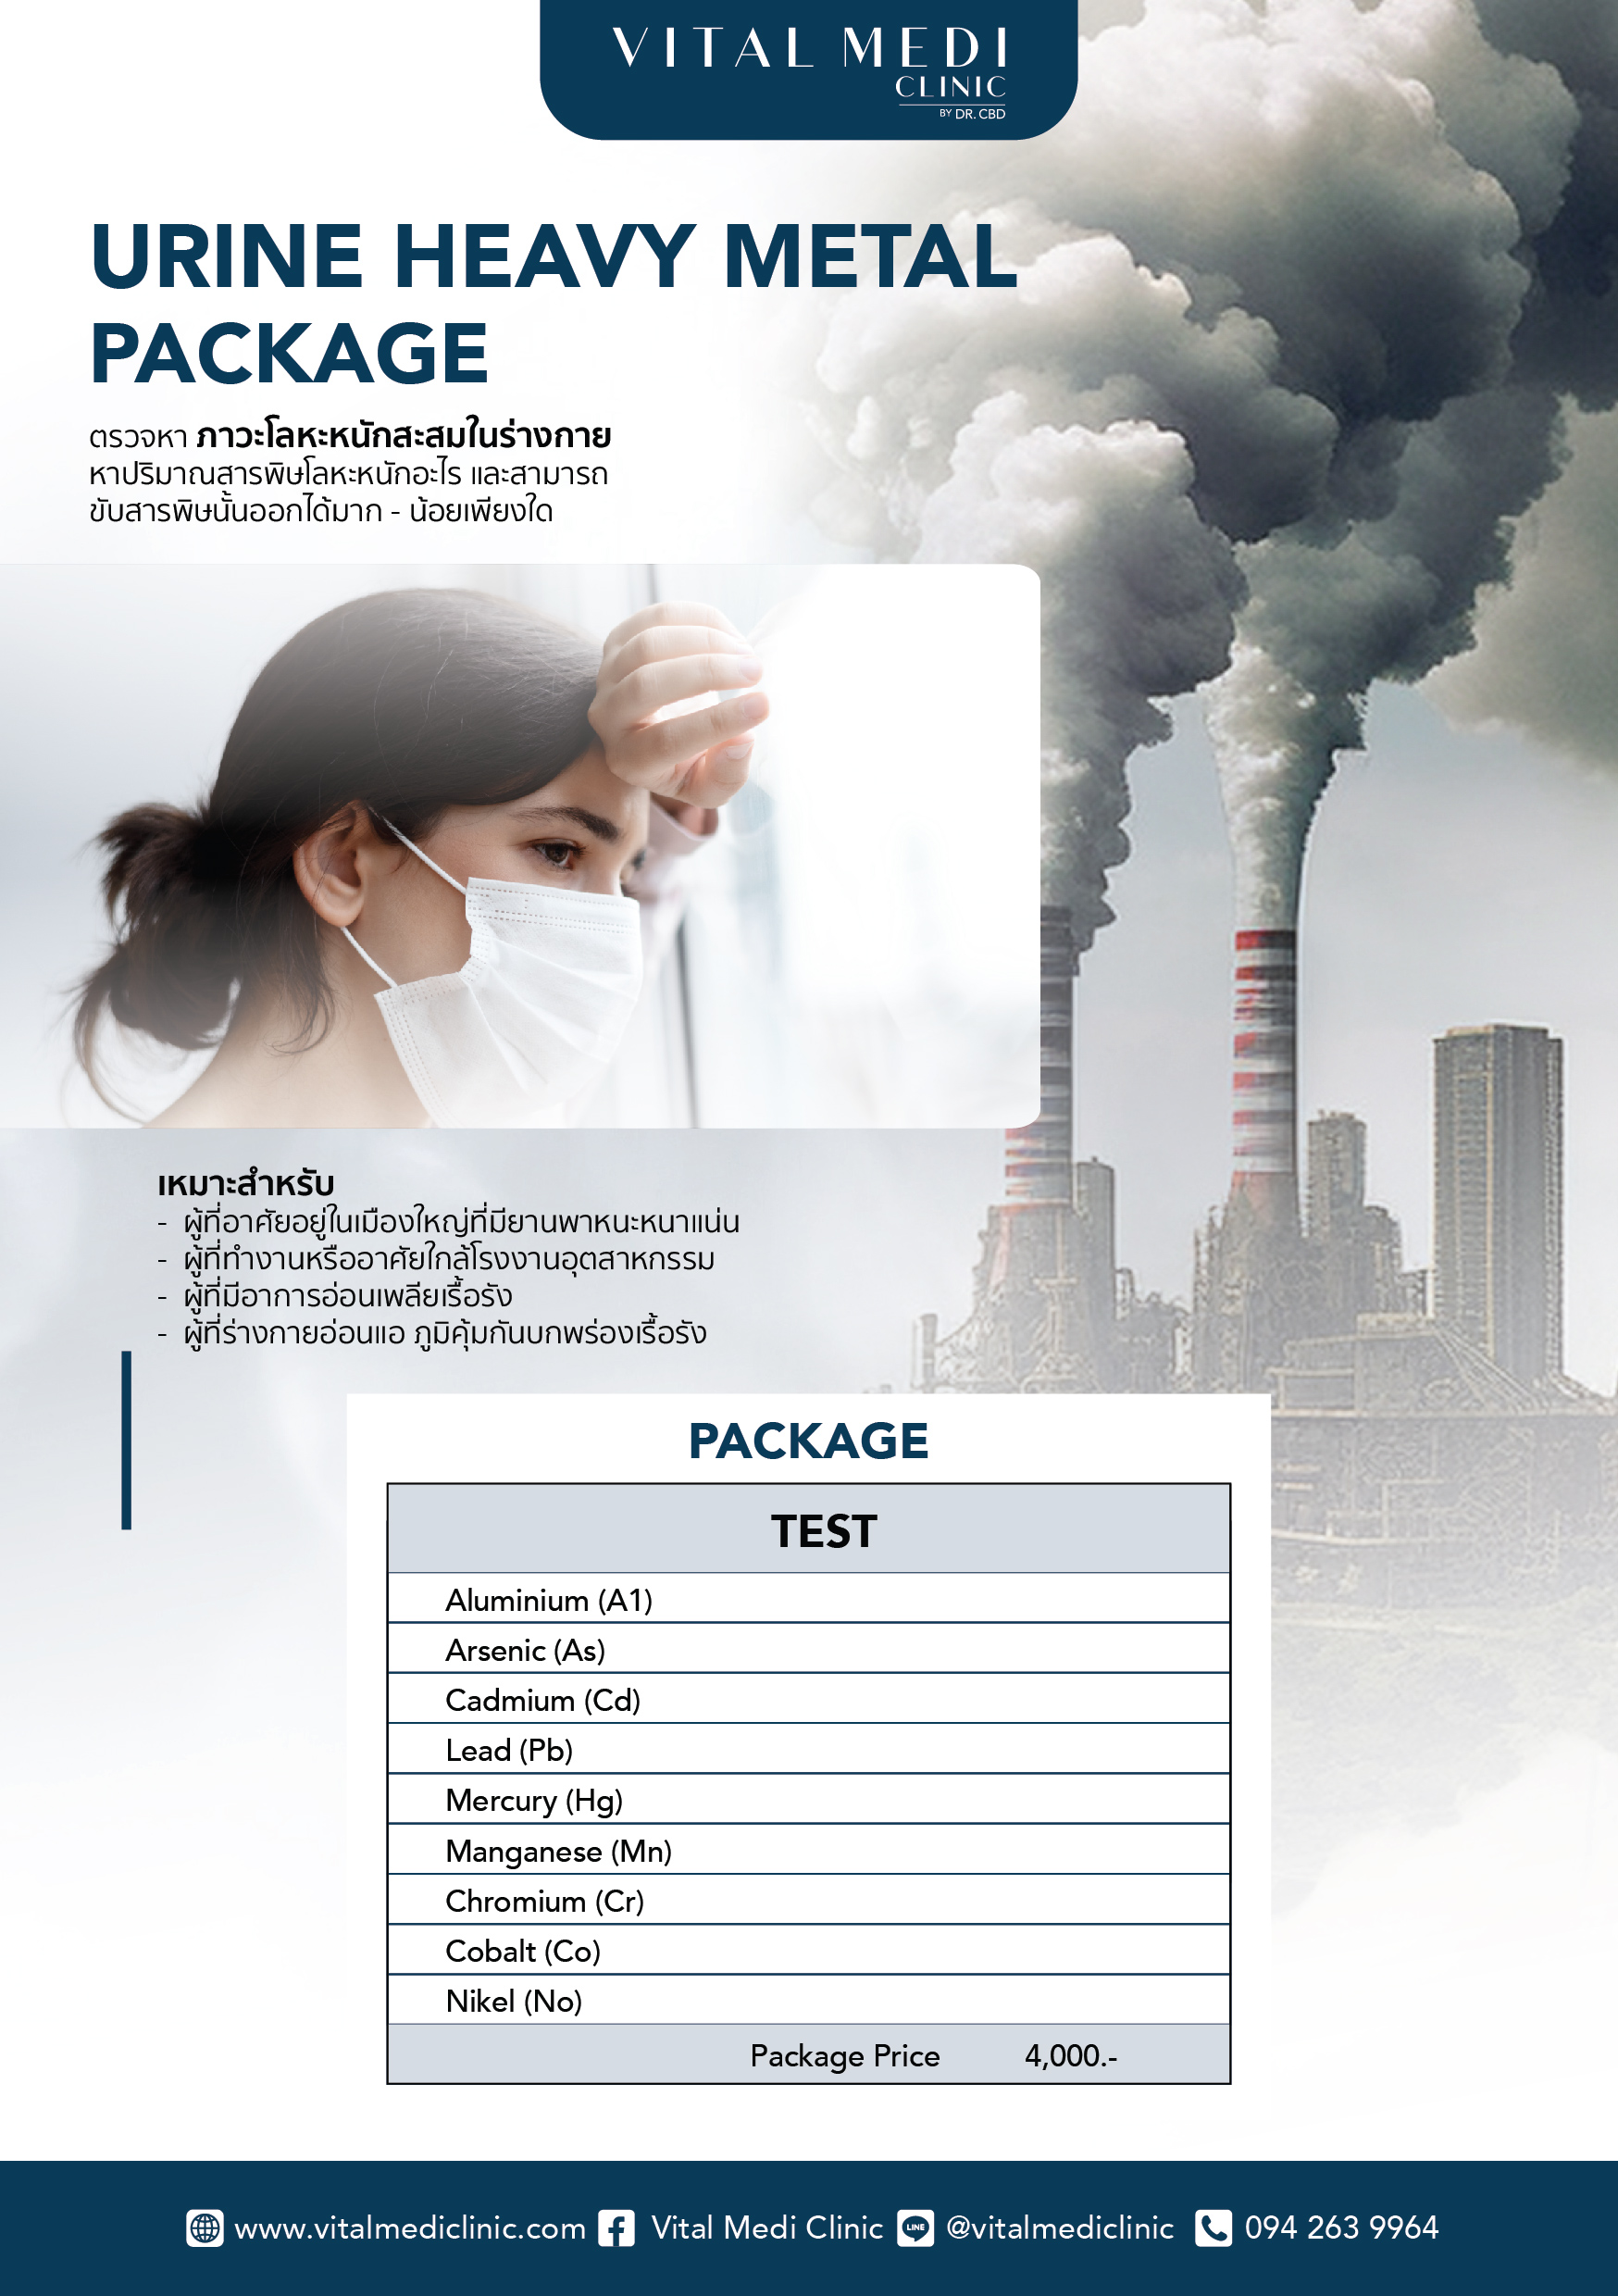 VITAL MEDI
CLINIC
BY DR. CBD
URINE HEAVY METAL
PACKAGE
ตรวจหา ภาวะโลหะหนักสะสมในร่างกาย
หาปริมาณสารพิษโลหะหนักอะไร และสามารถ
ขับสารพิษนั้นออกได้มาก - น้อยเพียงใด
เหมาะสำหรับ
- ผู้ที่อาศัยอยู่ในเมืองใหญ่ที่มียานพาหนะหนาแน่น
- ผู้ที่ทำงานหรืออาศัยใกล้โรงงานอุตสาหกรรม
- ผู้ที่มีอาการอ่อนเพลียเรื้อรัง
- ผู้ที่ร่างกายอ่อนแอ ภูมิคุ้มกันบกพร่องเรื้อรัง
PACKAGE
TEST
Aluminium (A1)
Arsenic (As)
Cadmium (Cd)
Lead (Pb)
Mercury (Hg)
Manganese (Mn)
Chromium (Cr)
Cobalt (Co)
Nikel (No)
Package Price 4,000.-
www.vitalmediclinic.com Vital Medi Clinic LINE @vitalmediclinic 094 263 9964